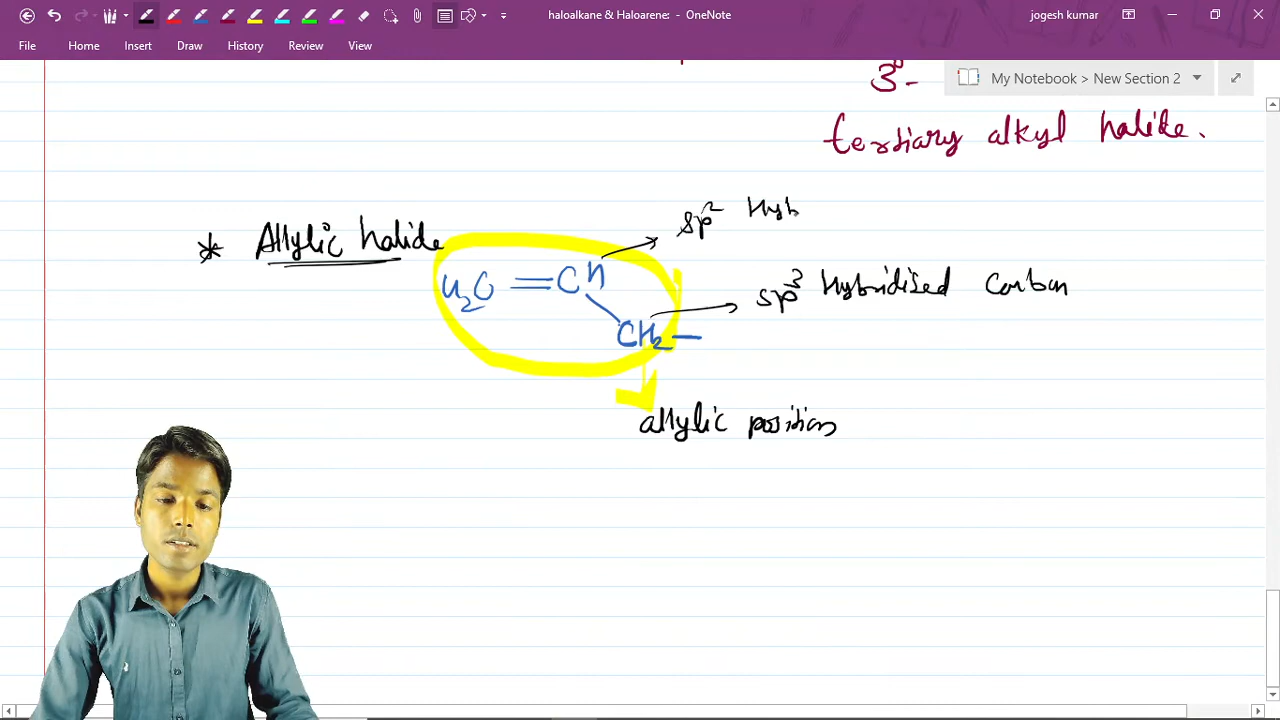 haloalkane & Haloarene: - OneNote
jogesh kumar
File Home Insert Draw History Review View
My Notebook > New Section 2
3° -
tertiary alkyl halide.
* Allylic halide
sp² Hyb
H₂C = CH
sp³ Hybridised Carbon
CH₂ —
allylic position